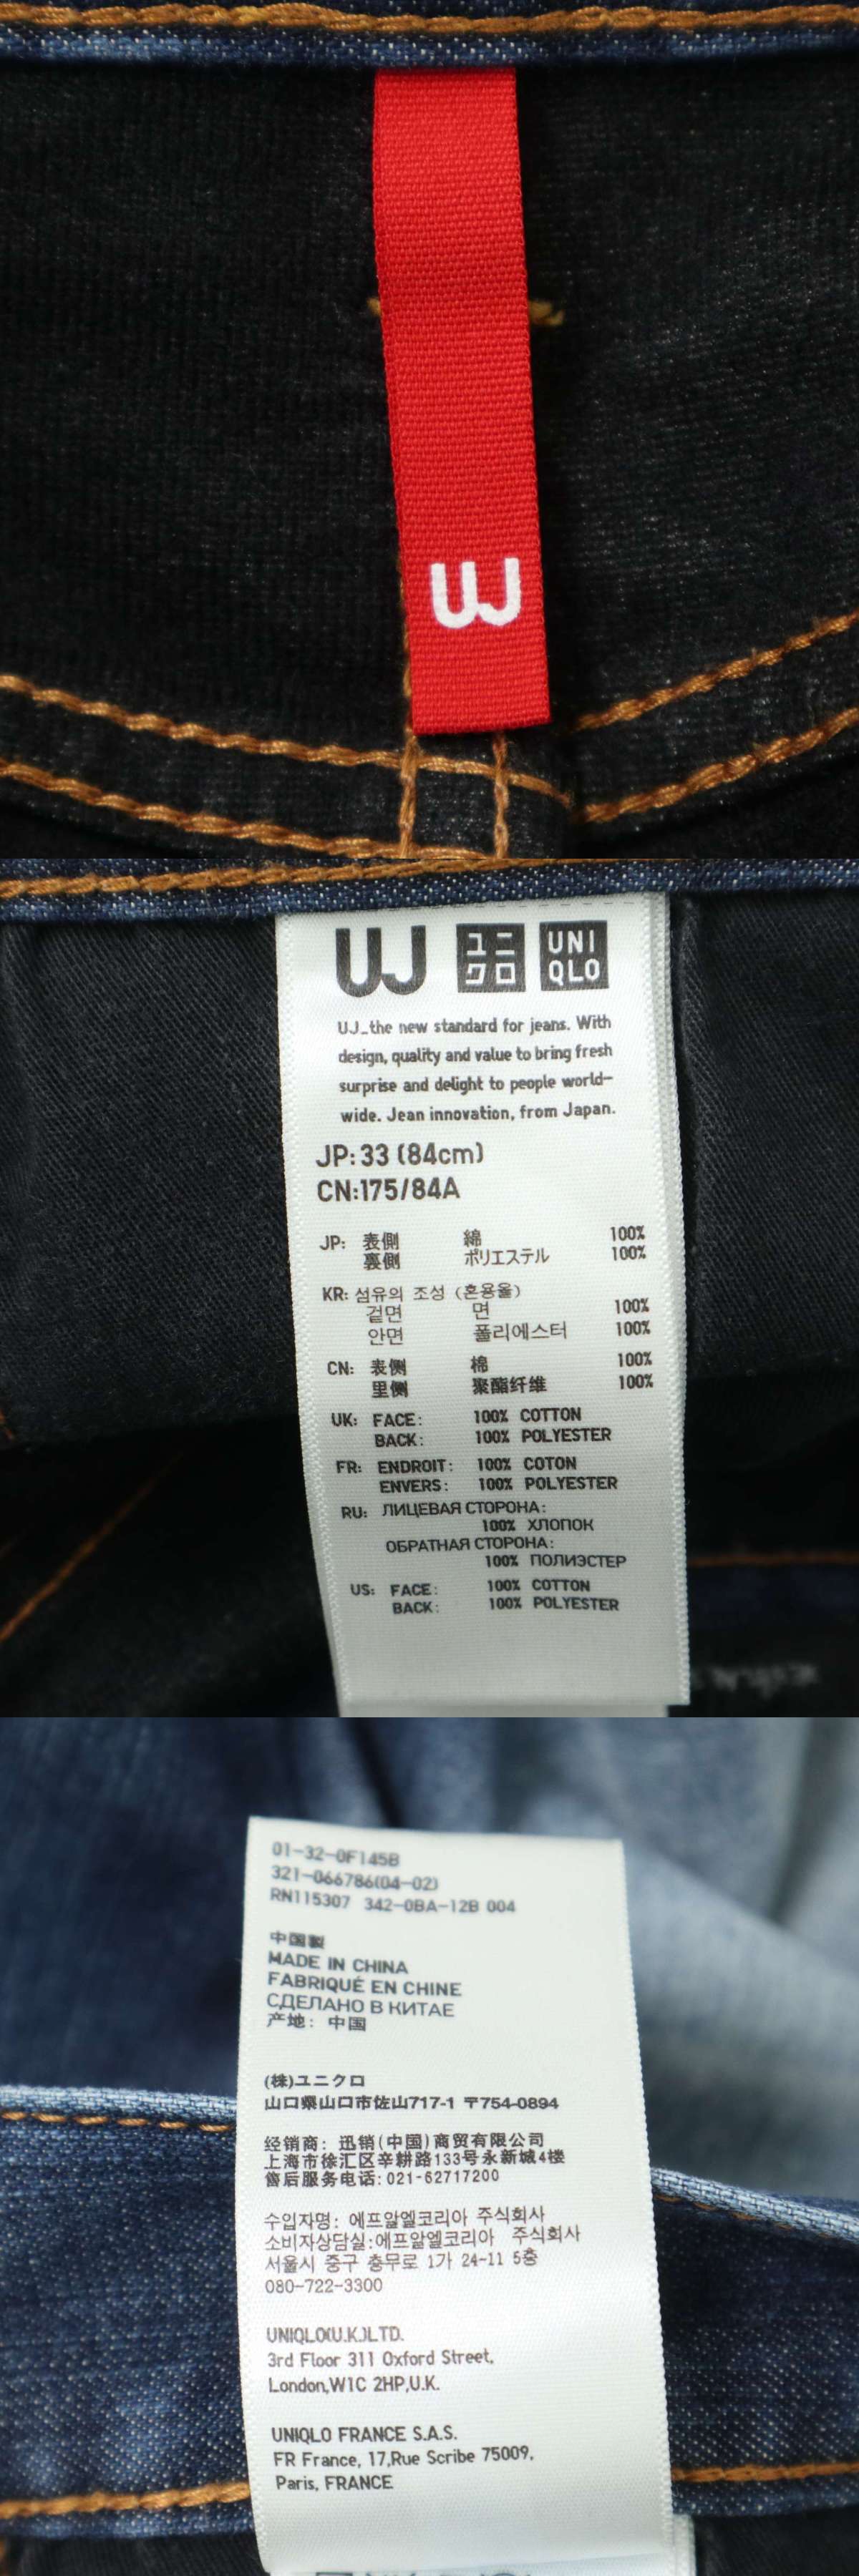 UJ
UJ ユニクロ UNIQLO
UJ_the new standard for jeans. With
design, quality and value to bring fresh
surprise and delight to people world-
wide. Jean innovation, from Japan.
JP:33 (84cm)
CN:175/84A
JP: 表側 綿 100%
裏側 ポリエステル 100%
KR: 섬유의 조성 (혼용율)
겉면 면 100%
안면 폴리에스터 100%
CN: 表侧 棉 100%
里侧 聚酯纤维 100%
UK: FACE: 100% COTTON
BACK: 100% POLYESTER
FR: ENDROIT: 100% COTON
ENVERS: 100% POLYESTER
RU: ЛИЦЕВАЯ СТОРОНА:
100% ХЛОПОК
ОБРАТНАЯ СТОРОНА:
100% ПОЛИЭСТЕР
US: FACE: 100% COTTON
BACK: 100% POLYESTER
01-32-0F145B
321-066786(04-02)
RN115307 342-0BA-12B 004
中国製
MADE IN CHINA
FABRIQUÉ EN CHINE
СДЕЛАНО В КИТАЕ
产地: 中国
(株)ユニクロ
山口県山口市佐山717-1 〒754-0894
经销商: 迅销(中国)商贸有限公司
上海市徐汇区辛耕路133号永新城4楼
售后服务电话:021-62717200
수입자명: 에프알엘코리아 주식회사
소비자상담실:에프알엘코리아 주식회사
서울시 중구 충무로 1가 24-11 5층
080-722-3300
UNIQLO(U.K.)LTD.
3rd Floor 311 Oxford Street,
London,W1C 2HP,U.K.
UNIQLO FRANCE S.A.S.
FR France, 17,Rue Scribe 75009,
Paris, FRANCE